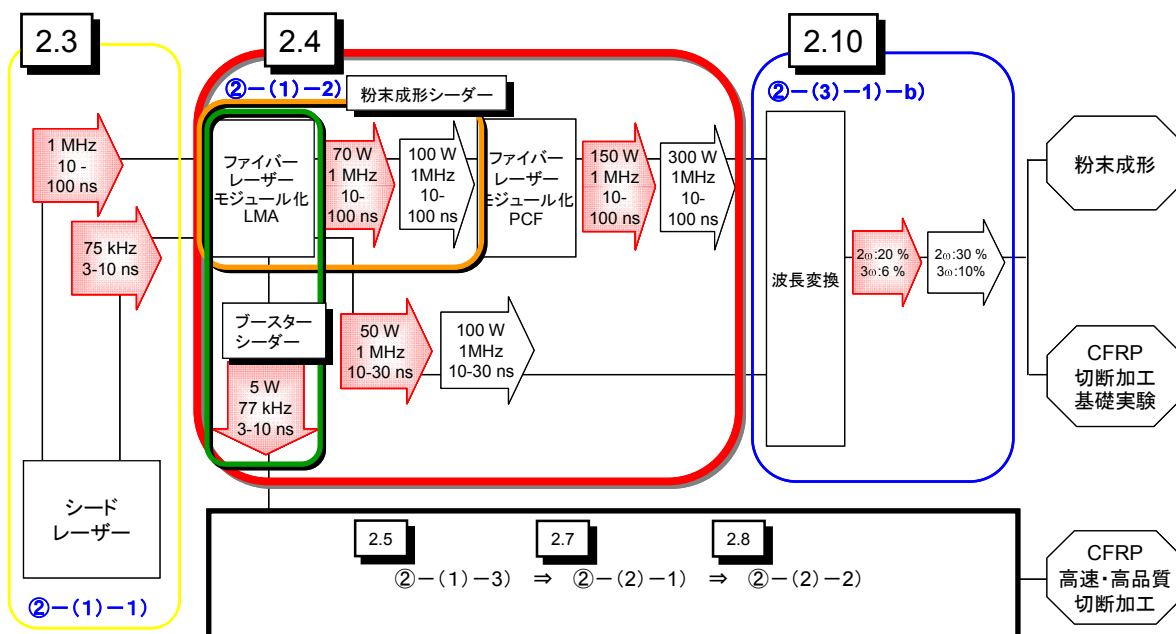 2.3
1 MHz
10 -
100 ns
75 kHz
3-10 ns
シード
レーザー
②-(1)-1)
2.4
②-(1)-2)
粉末成形シーダー
ファイバー
レーザー
モジュール化
LMA
70 W
1 MHz
10-
100 ns
100 W
1MHz
10-
100 ns
ファイバー
レーザー
モジュール化
PCF
150 W
1 MHz
10-
100 ns
300 W
1MHz
10-
100 ns
ブースター
シーダー
50 W
1 MHz
10-30 ns
100 W
1MHz
10-30 ns
5 W
77 kHz
3-10 ns
2.10
②-(3)-1)-b)
波長変換
2ω:20 %
3ω:6 %
2ω:30 %
3ω:10%
粉末成形
CFRP
切断加工
基礎実験
2.5
2.7
2.8
②-(1)-3) ⇒ ②-(2)-1) ⇒ ②-(2)-2)
CFRP
高速・高品質
切断加工